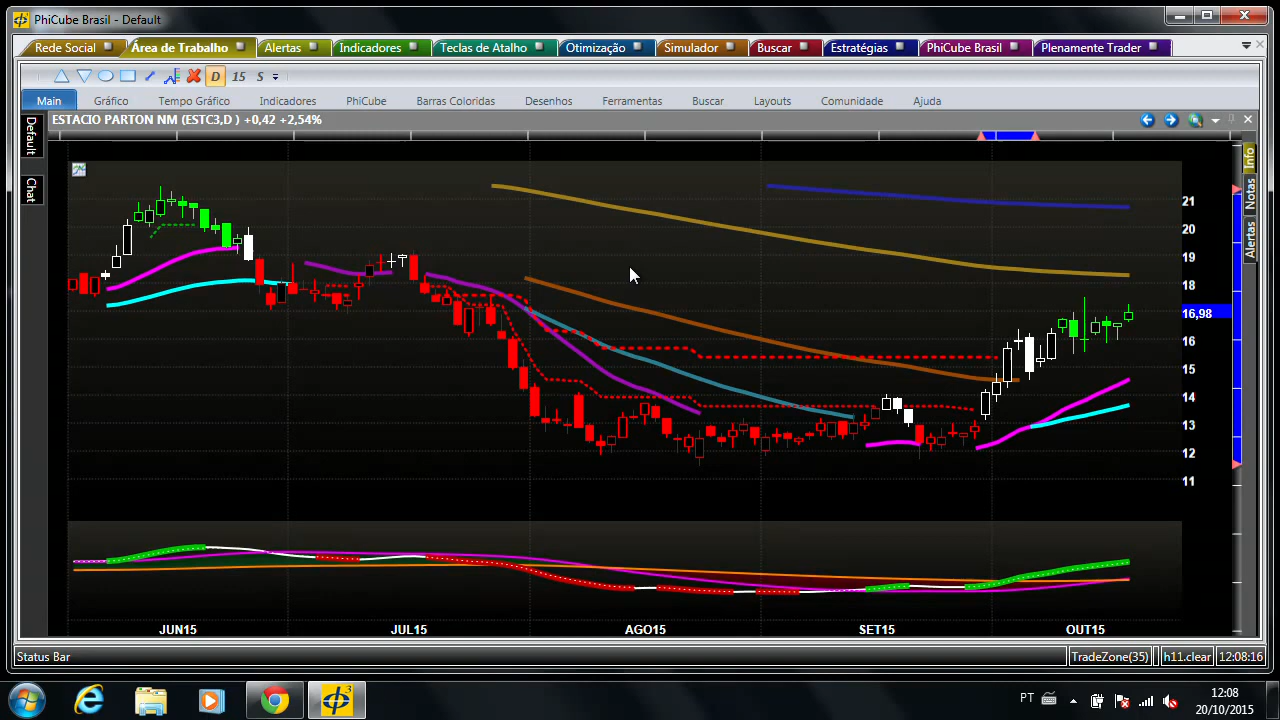 PhiCube Brasil - Default
Rede Social Área de Trabalho Alertas Indicadores Teclas de Atalho Otimização Simulador Buscar Estratégias PhiCube Brasil Plenamente Trader
D 15 S
Main Gráfico Tempo Gráfico Indicadores PhiCube Barras Coloridas Desenhos Ferramentas Buscar Layouts Comunidade Ajuda
ESTACIO PARTON NM (ESTC3,D ) +0,42 +2,54%
Default
Chat
Info
Notas
Alertas
21
20
19
18
16,98
16
15
14
13
12
11
JUN15 JUL15 AGO15 SET15 OUT15
Status Bar TradeZone(35) h11.clear 12:08:16
3
PT 12:08
20/10/2015